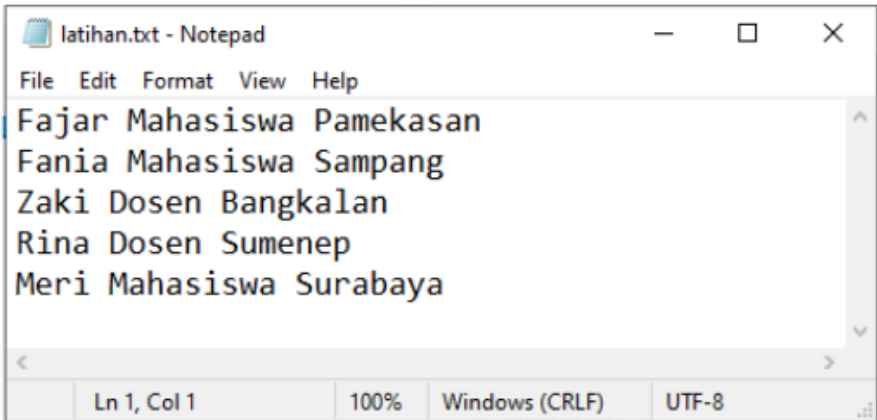 latihan.txt - Notepad
File Edit Format View Help
Fajar Mahasiswa Pamekasan
Fania Mahasiswa Sampang
Zaki Dosen Bangkalan
Rina Dosen Sumenep
Meri Mahasiswa Surabaya
Ln 1, Col 1 100% Windows (CRLF) UTF-8